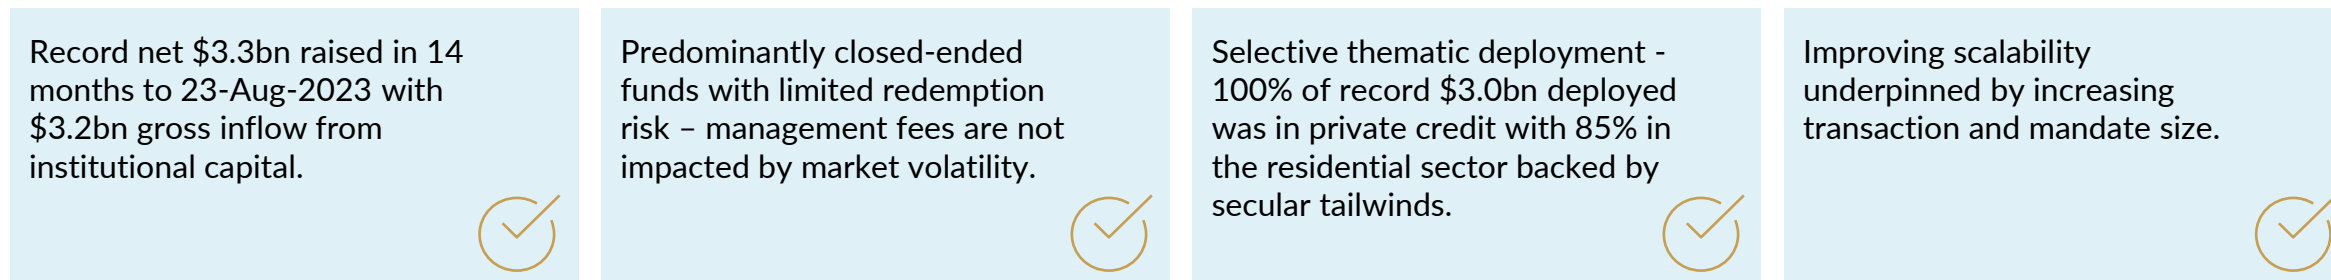 Record net $3.3bn raised in 14
months to 23-Aug-2023 with
$3.2bn gross inflow from
institutional capital.
Predominantly closed-ended
funds with limited redemption
risk – management fees are not
impacted by market volatility.
Selective thematic deployment -
100% of record $3.0bn deployed
was in private credit with 85% in
the residential sector backed by
secular tailwinds.
Improving scalability
underpinned by increasing
transaction and mandate size.